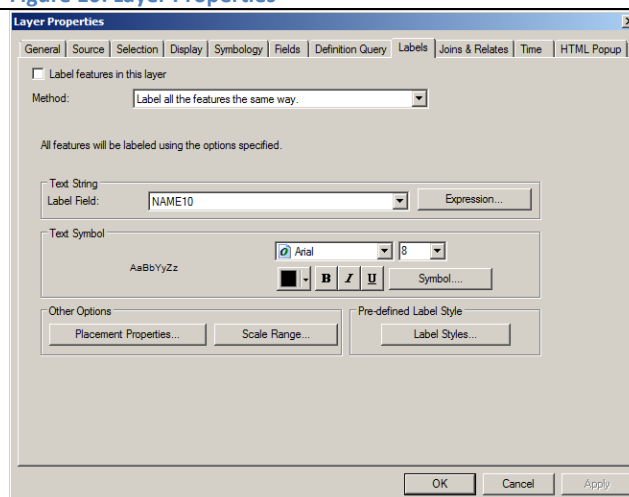 Figure 10: Layer Properties
Layer Properties
General Source Selection Display Symbology Fields Definition Query Labels Joins & Relates Time HTML Popup
Label features in this layer
Method: Label all the features the same way.
All features will be labeled using the options specified.
Text String
Label Field: NAME10 Expression...
Text Symbol
Arial 8
AaBbYyZz
B I U Symbol....
Other Options Pre-defined Label Style
Placement Properties... Scale Range... Label Styles...
OK Cancel Apply